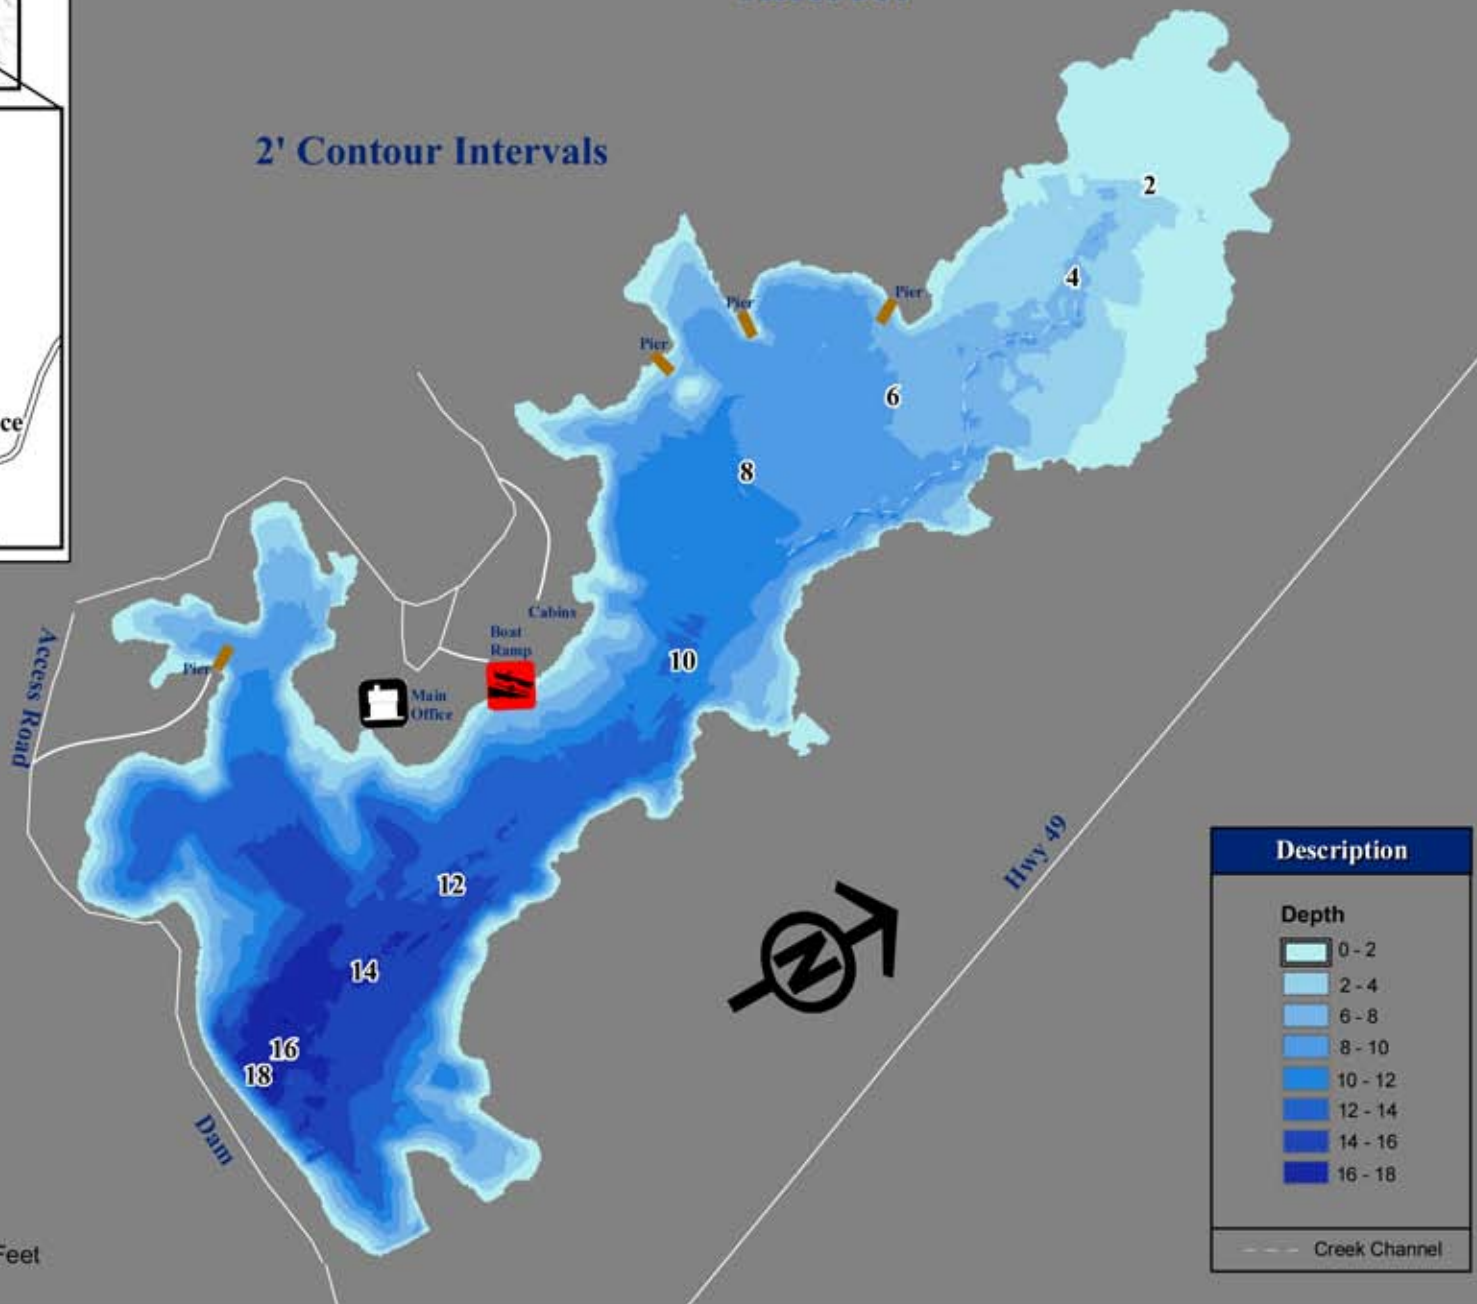 2' Contour Intervals
2
4
Pier
Pier
Pier
6
ce
8
Cabins
Boat
Ramp
10
Pier
Main
Office
Access Road
Hwy 49
12
N
14
16
18
Dam
Feet
Description
Depth
0 - 2
2 - 4
6 - 8
8 - 10
10 - 12
12 - 14
14 - 16
16 - 18
Creek Channel